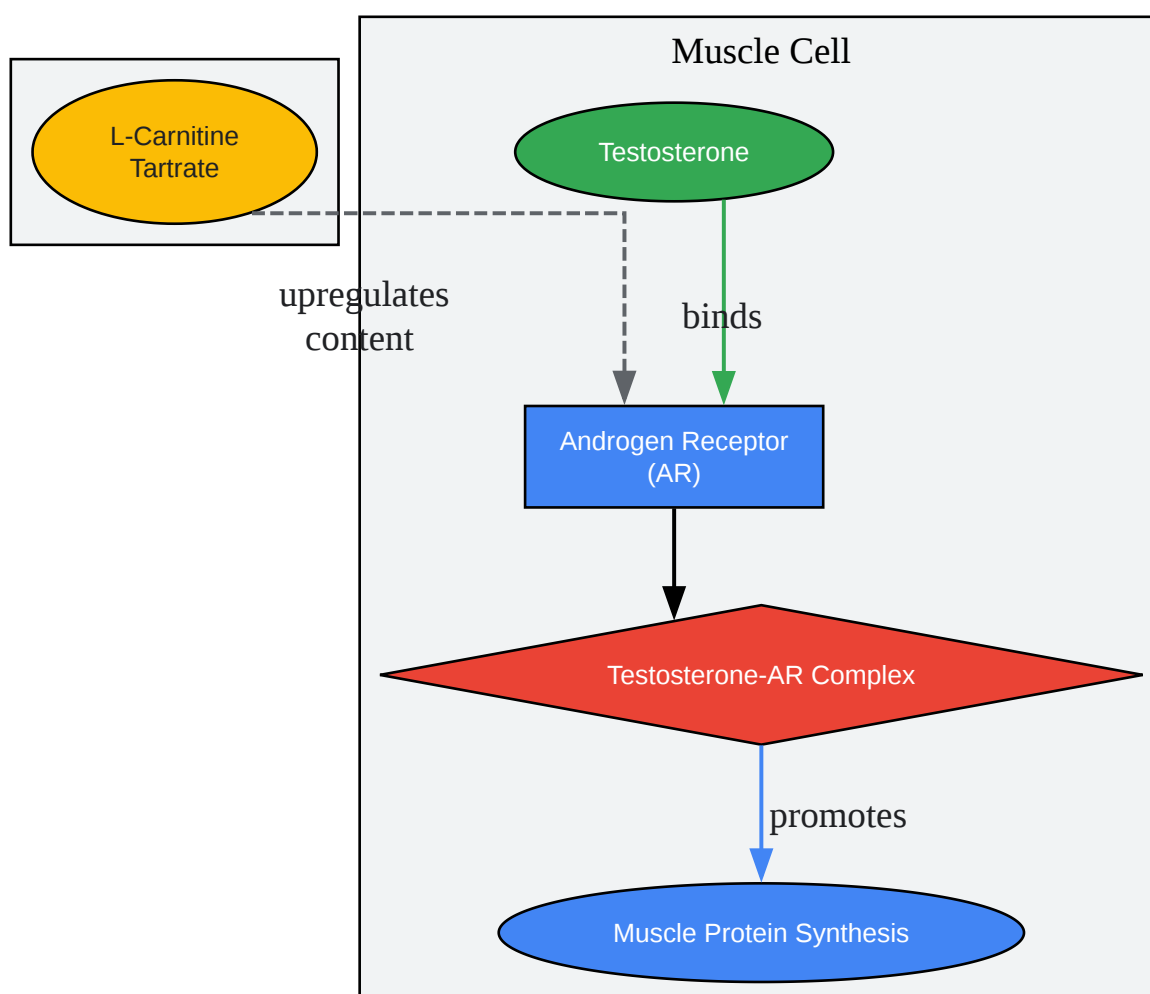 Muscle Cell
L-Carnitine
Tartrate
Testosterone
upregulates
content
binds
Androgen Receptor
(AR)
Testosterone-AR Complex
promotes
Muscle Protein Synthesis